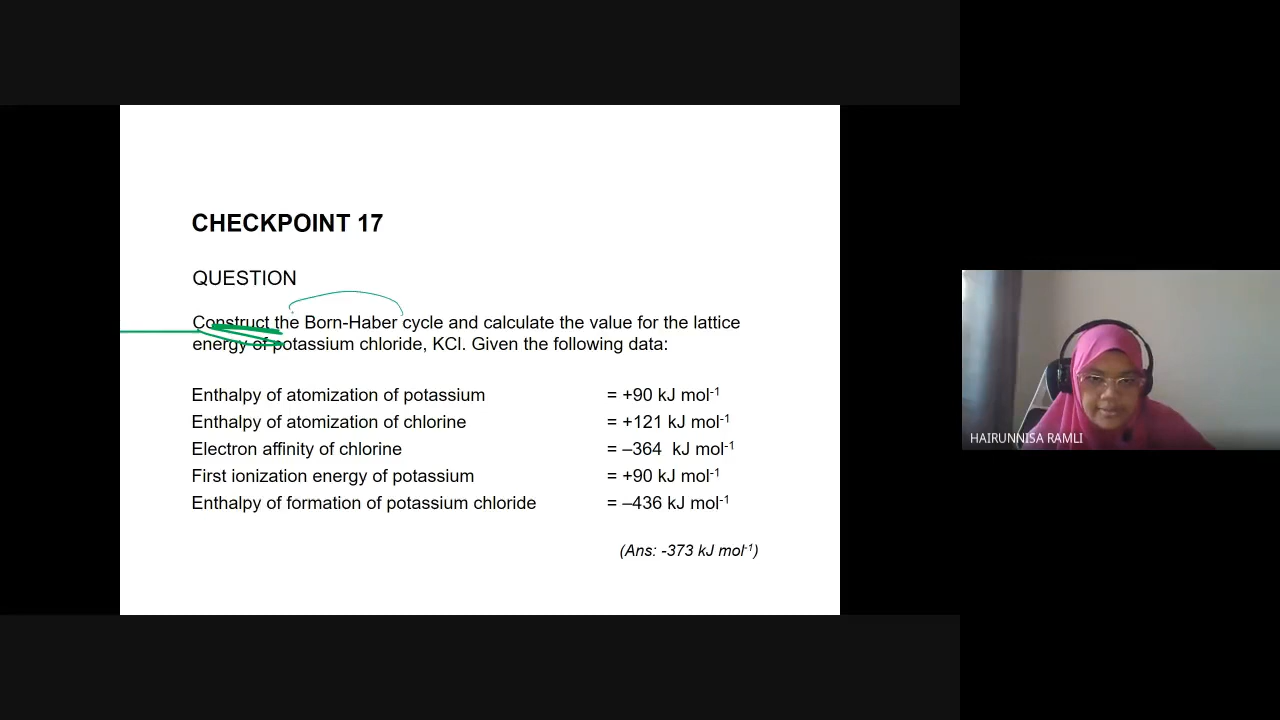 CHECKPOINT 17
QUESTION
Construct the Born-Haber cycle and calculate the value for the lattice
energy of potassium chloride, KCl. Given the following data:
Enthalpy of atomization of potassium = +90 kJ mol-1
Enthalpy of atomization of chlorine = +121 kJ mol-1
Electron affinity of chlorine = –364 kJ mol-1
First ionization energy of potassium = +90 kJ mol-1
Enthalpy of formation of potassium chloride = –436 kJ mol-1
(Ans: -373 kJ mol-1)
HAIRUNNISA RAMLI